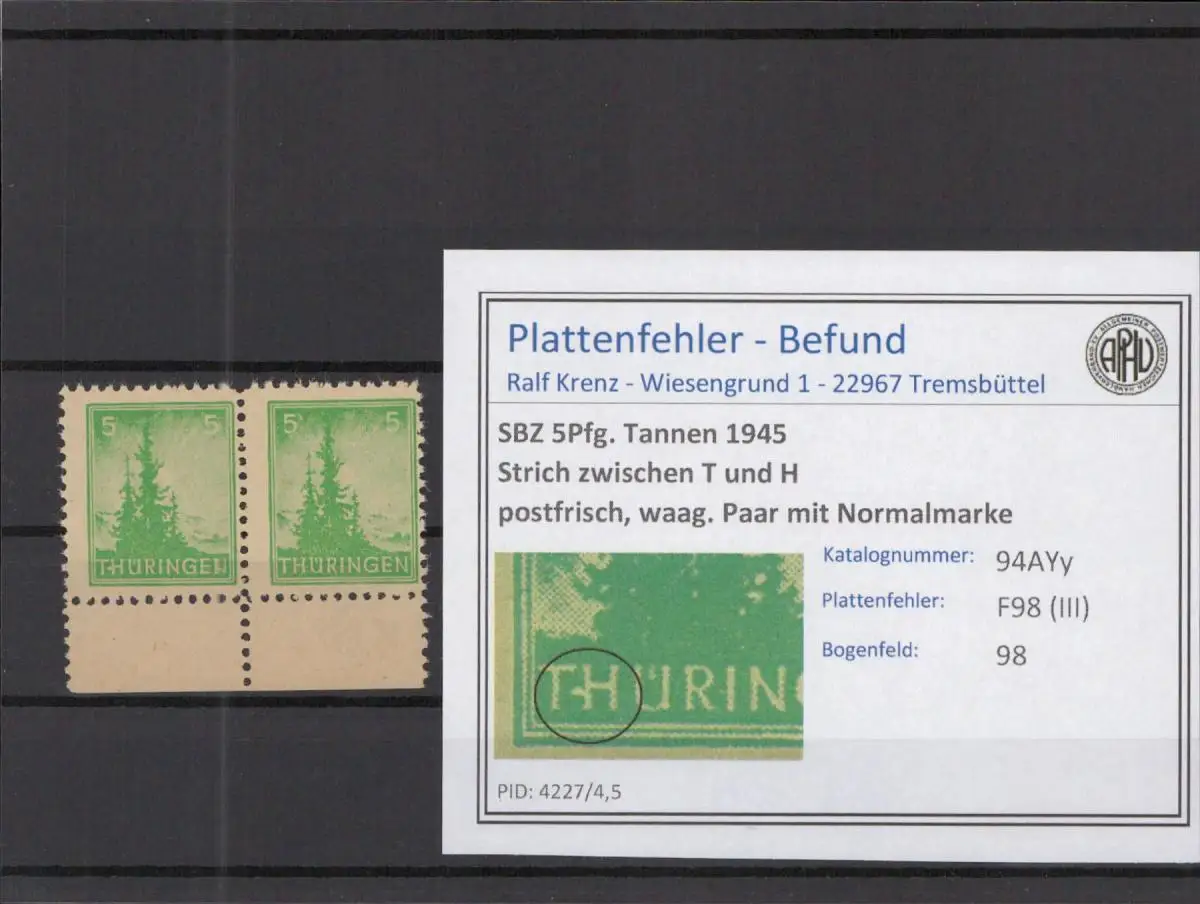 5 5
THÜRINGEN
5 5
THÜRINGEN
Plattenfehler - Befund
Ralf Krenz - Wiesengrund 1 - 22967 Tremsbüttel
APHV
SBZ 5Pfg. Tannen 1945
Strich zwischen T und H
postfrisch, waag. Paar mit Normalmarke
THÜRING
Katalognummer: 94AYy
Plattenfehler: F98 (III)
Bogenfeld: 98
PID: 4227/4,5